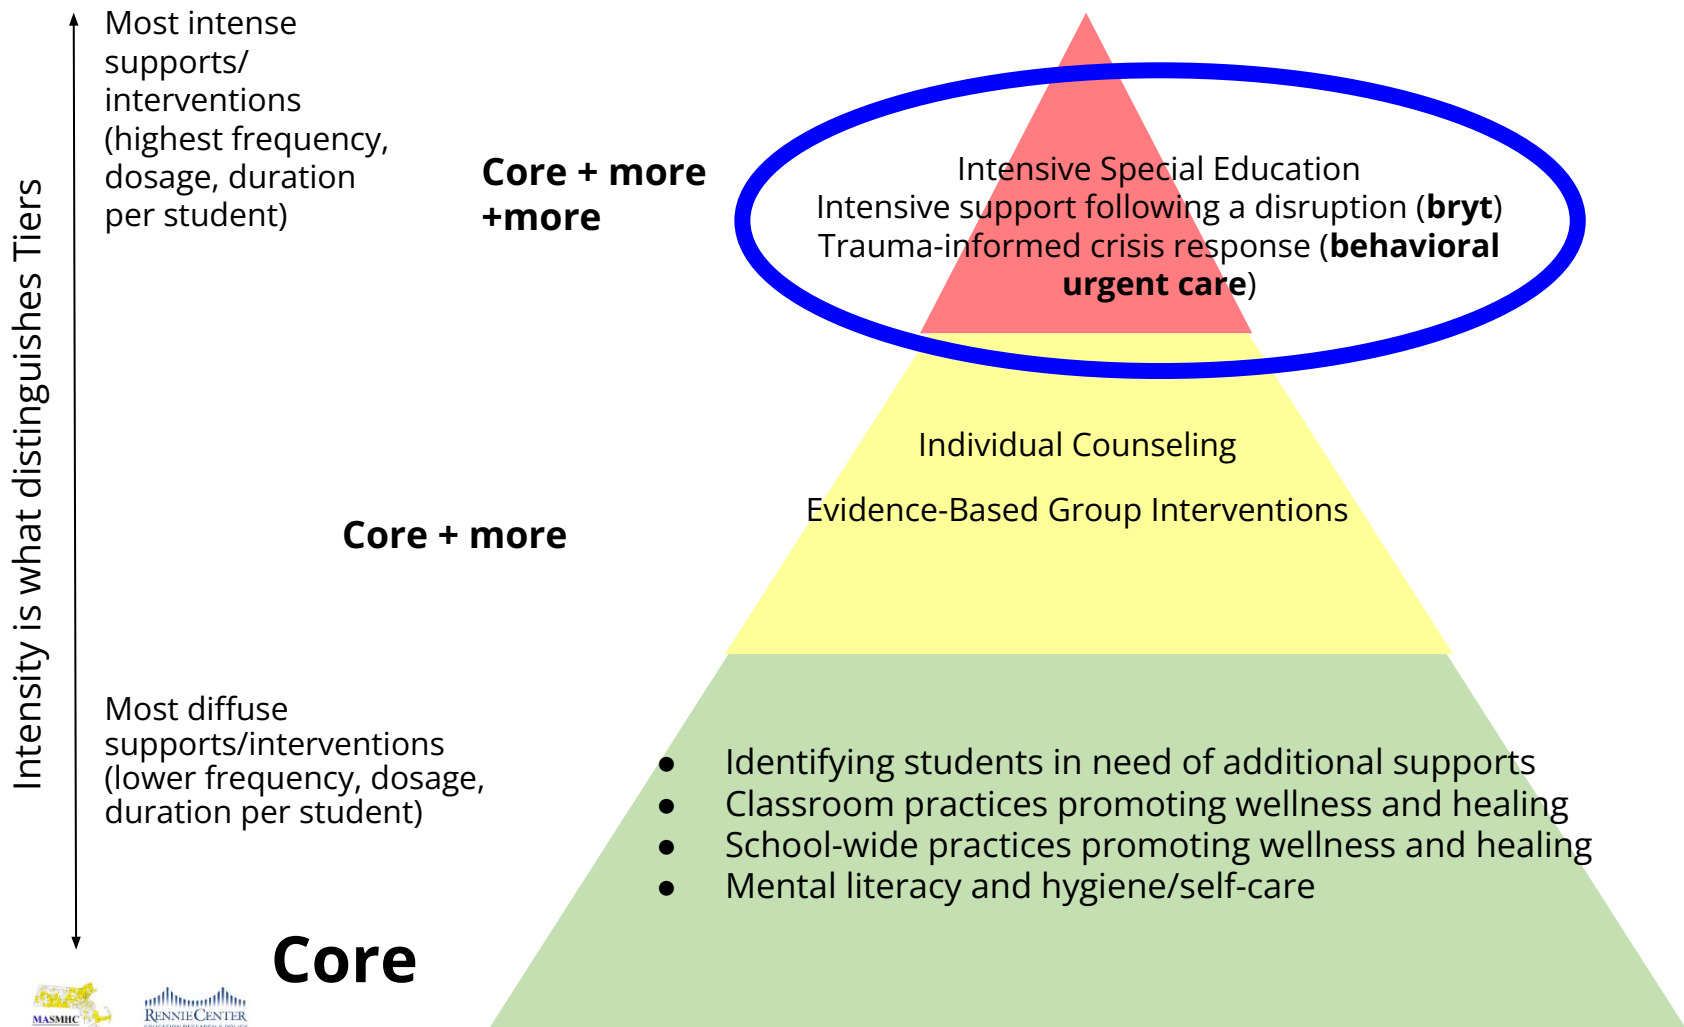 Most intense
supports/
interventions
(highest frequency,
dosage, duration
per student)
Intensity is what distinguishes Tiers
Core + more
+more
Intensive Special Education
Intensive support following a disruption (bryt)
Trauma-informed crisis response (behavioral
urgent care)
Individual Counseling
Evidence-Based Group Interventions
Core + more
Most diffuse
supports/interventions
(lower frequency, dosage,
duration per student)
● Identifying students in need of additional supports
● Classroom practices promoting wellness and healing
● School-wide practices promoting wellness and healing
● Mental literacy and hygiene/self-care
Core
MASMHC
RENNIE CENTER
EDUCATION RESEARCH & POLICY